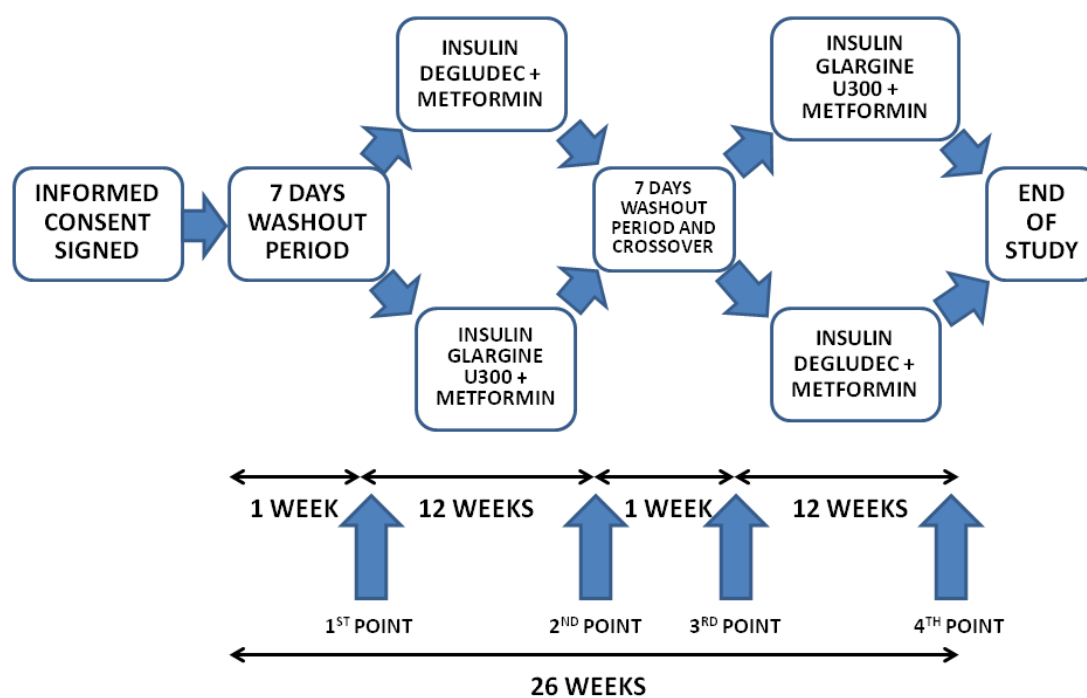 INFORMED
CONSENT
SIGNED
7 DAYS
WASHOUT
PERIOD
INSULIN
DEGLUDEC +
METFORMIN
INSULIN
GLARGINE
U300 +
METFORMIN
7 DAYS
WASHOUT
PERIOD AND
CROSSOVER
INSULIN
GLARGINE
U300 +
METFORMIN
INSULIN
DEGLUDEC +
METFORMIN
END
OF
STUDY
1 WEEK
12 WEEKS
1 WEEK
12 WEEKS
1ST POINT
2ND POINT
3RD POINT
4TH POINT
26 WEEKS